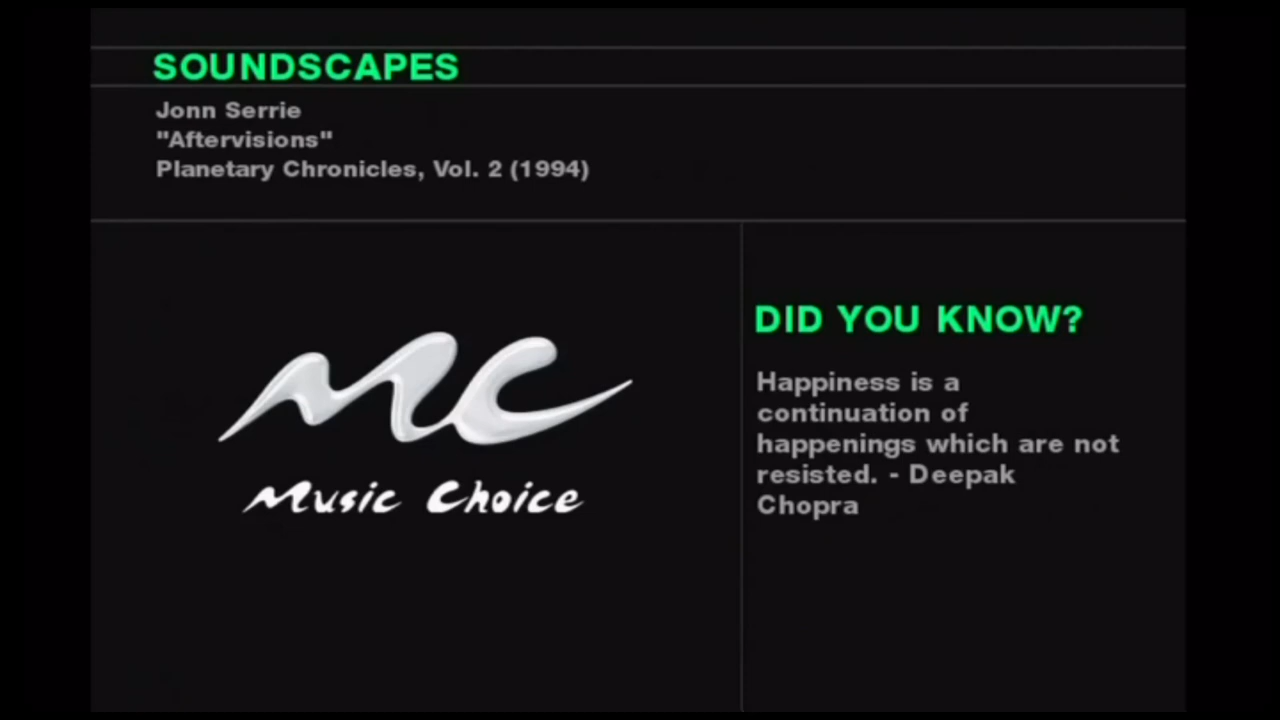 SOUNDSCAPES
Jonn Serrie
"Aftervisions"
Planetary Chronicles, Vol. 2 (1994)
MC
Music Choice
DID YOU KNOW?
Happiness is a
continuation of
happenings which are not
resisted. - Deepak
Chopra